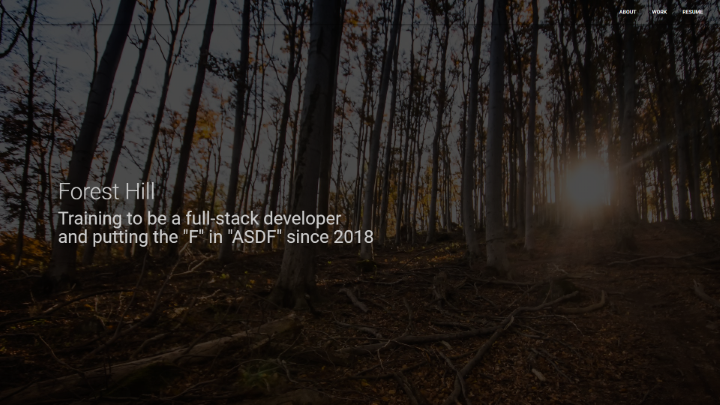 ABOUT WORK RESUME
Forest Hill
Training to be a full-stack developer
and putting the "F" in "ASDF" since 2018